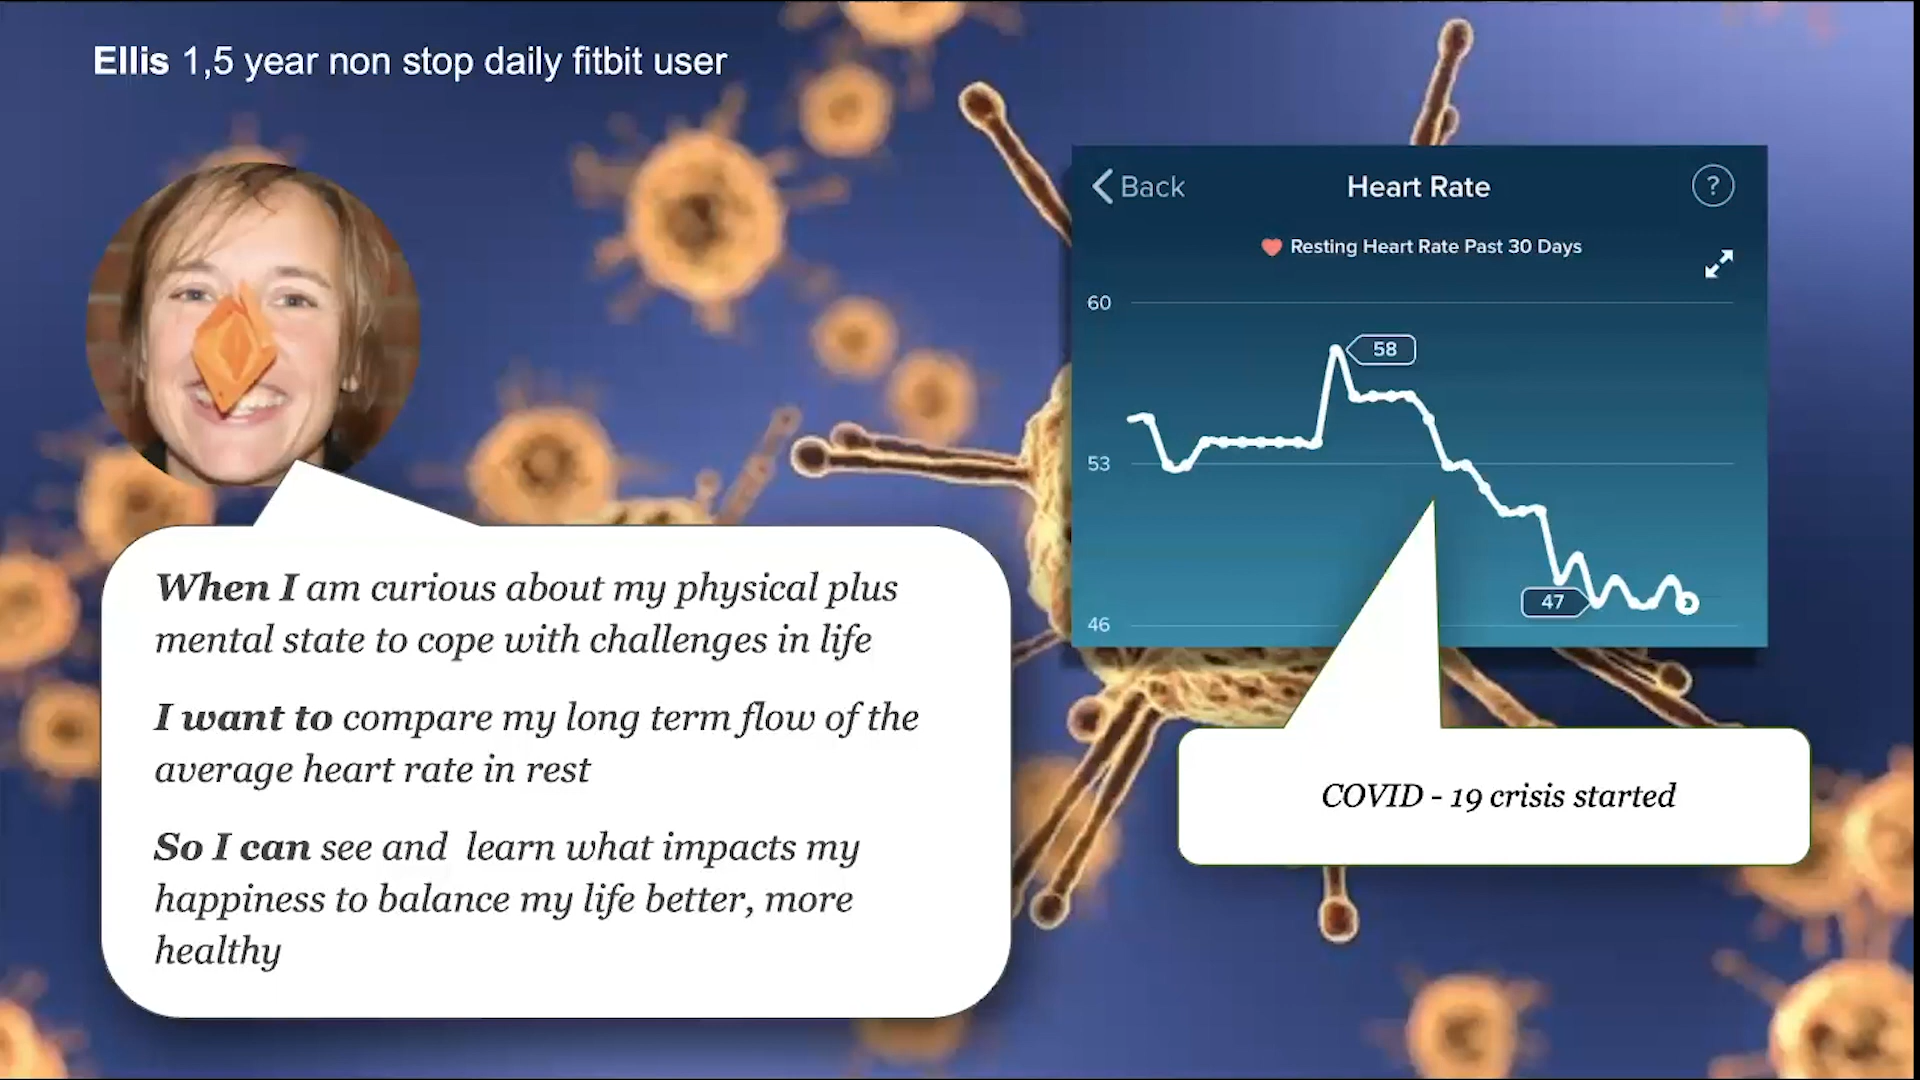 Ellis 1,5 year non stop daily fitbit user
When I am curious about my physical plus
mental state to cope with challenges in life
I want to compare my long term flow of the
average heart rate in rest
So I can see and  learn what impacts my
happiness to balance my life better, more
healthy
Back
Heart Rate
?
Resting Heart Rate Past 30 Days
60
58
53
47
46
COVID - 19 crisis started